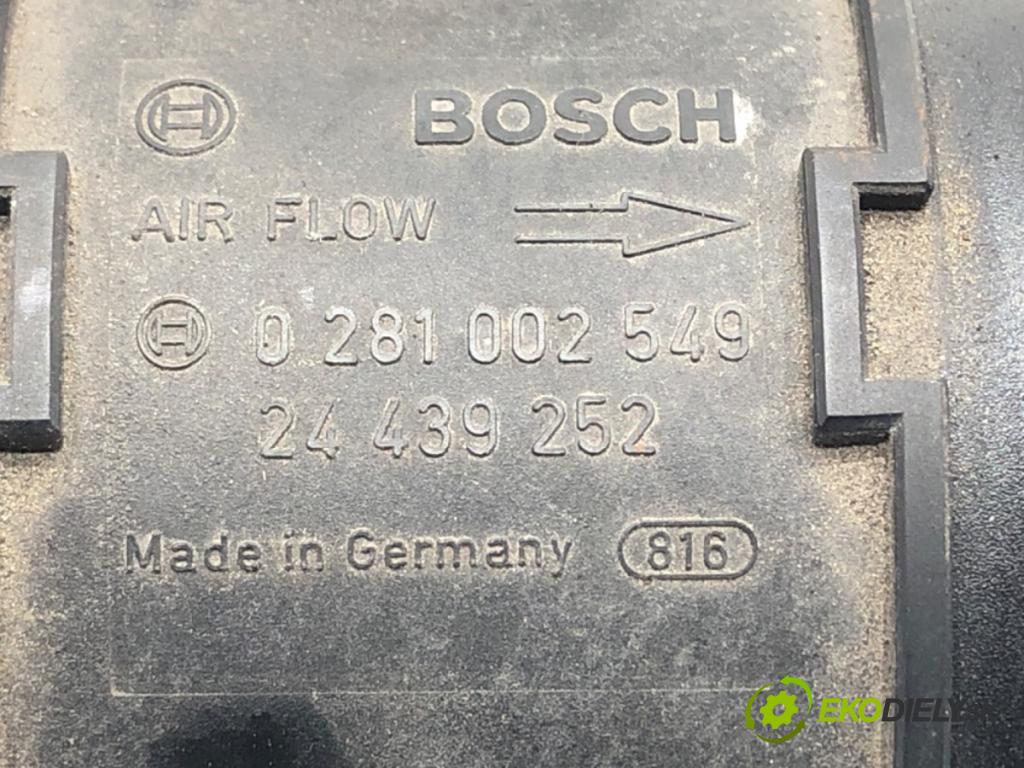 BOSCH
AIR FLOW
0 281 002 549
24 439 252
Made in Germany 816
EKODIELY